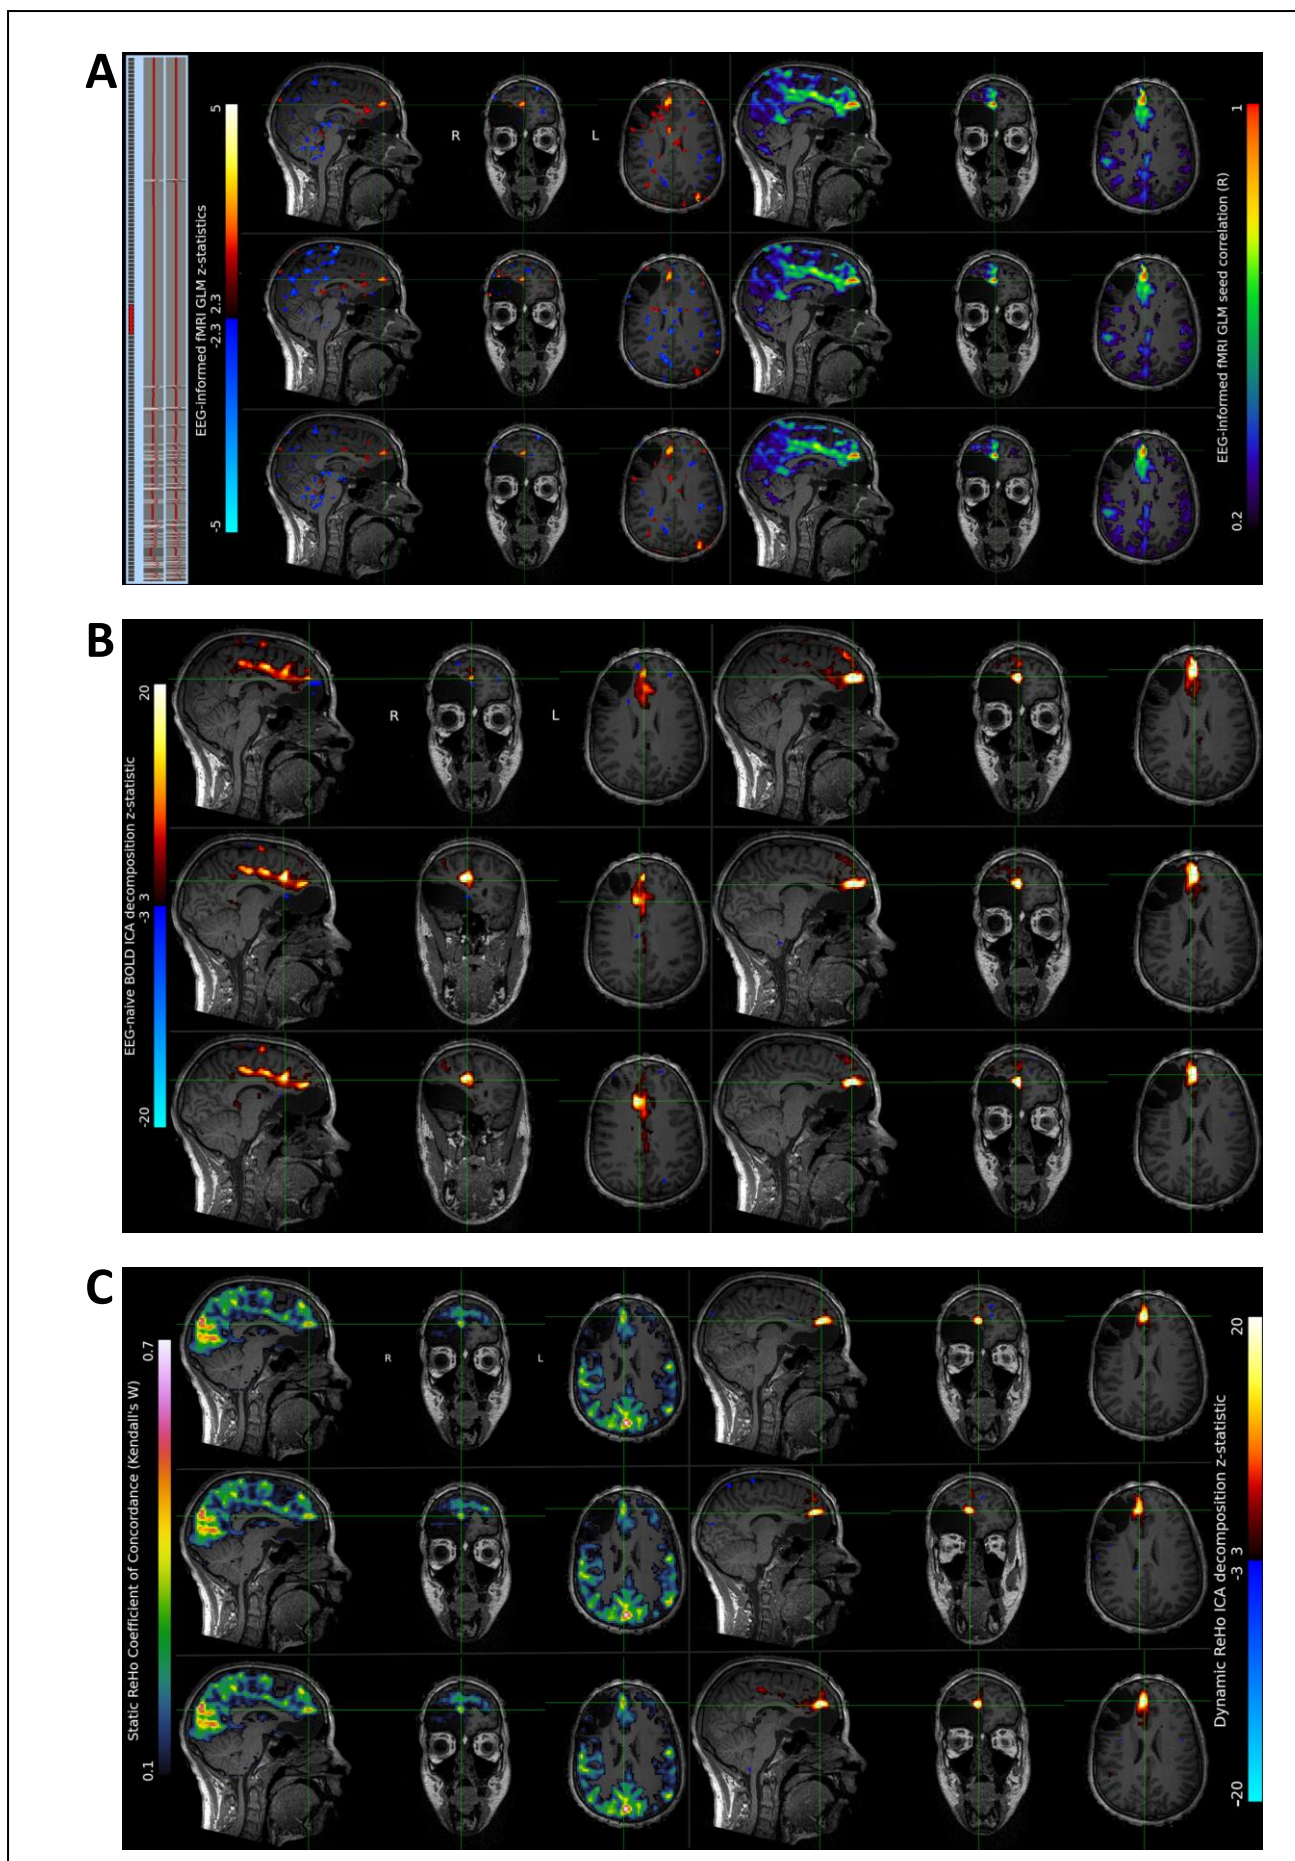 A
5
2.3
-2.3
-5
EEG-informed fMRI GLM z-statistics
R
L
1
0.2
EEG-informed fMRI GLM seed correlation (R)
B
20
3
-3
-20
EEG-naive BOLD ICA decomposition z-statistic
R
L
C
0.7
0.1
Static ReHo Coefficient of Concordance (Kendall's W)
R
L
20
3
-3
-20
Dynamic ReHo ICA decomposition z-statistic